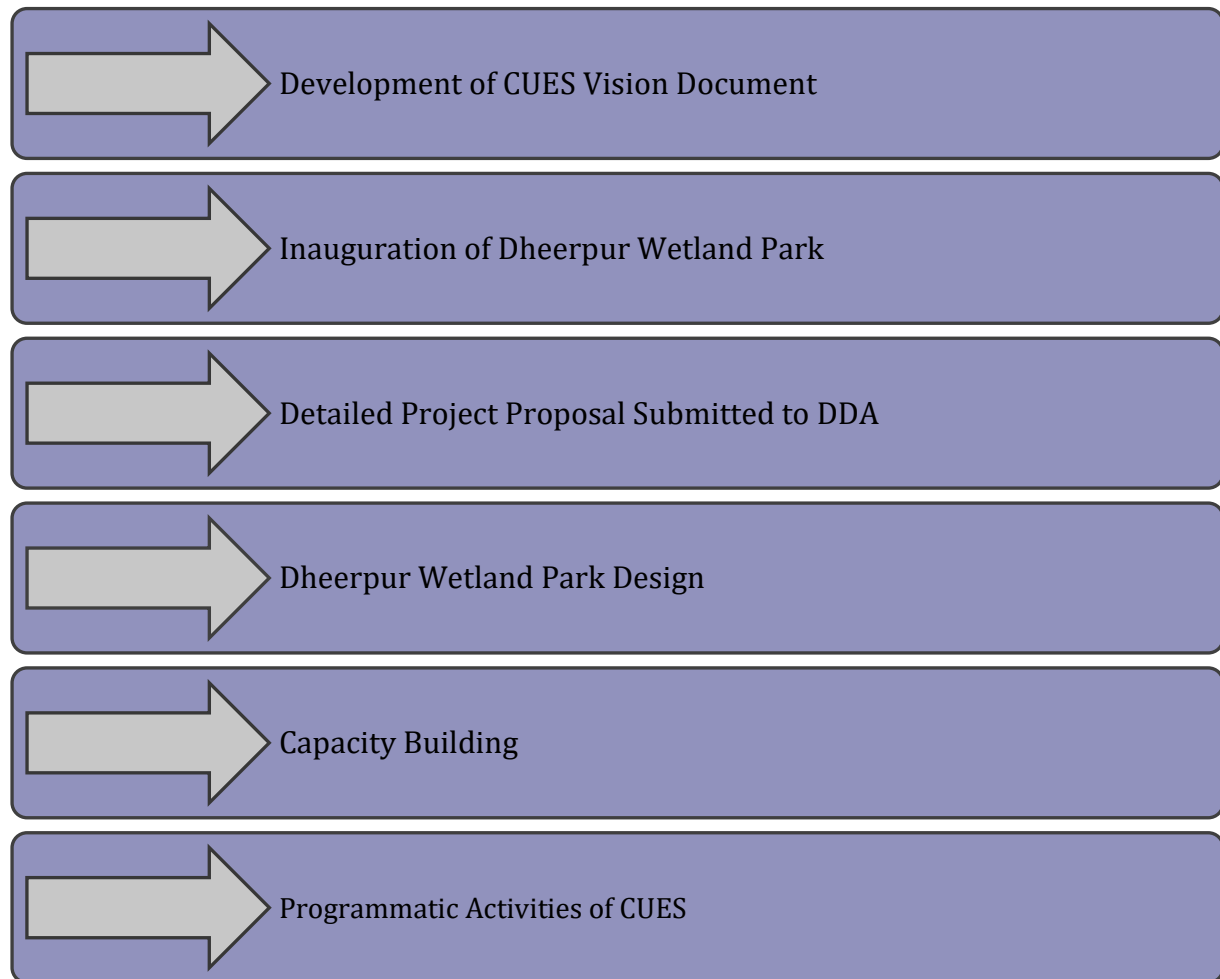 Development of CUES Vision Document
Inauguration of Dheerpur Wetland Park
Detailed Project Proposal Submitted to DDA
Dheerpur Wetland Park Design
Capacity Building
Programmatic Activities of CUES